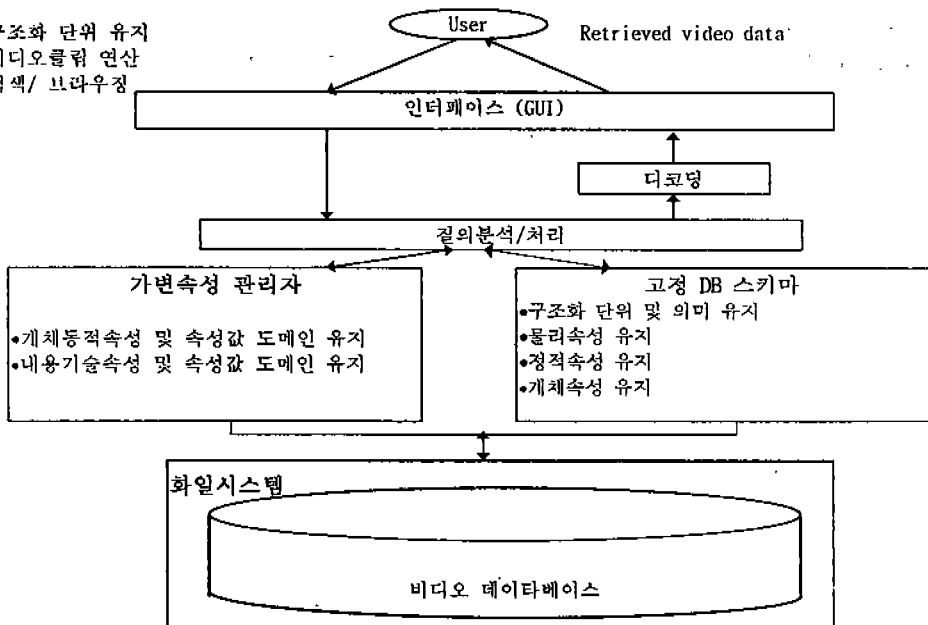 구조화 단위 유지
비디오클립 연산
검색/ 브라우징
User
Retrieved video data
인터페이스 (GUI)
디코딩
질의분석/처리
가변속성 관리자
•개체동적속성 및 속성값 도메인 유지
•내용기술속성 및 속성값 도메인 유지
고정 DB 스키마
•구조화 단위 및 의미 유지
•물리속성 유지
•정적속성 유지
•개체속성 유지
화일시스템
비디오 데이타베이스